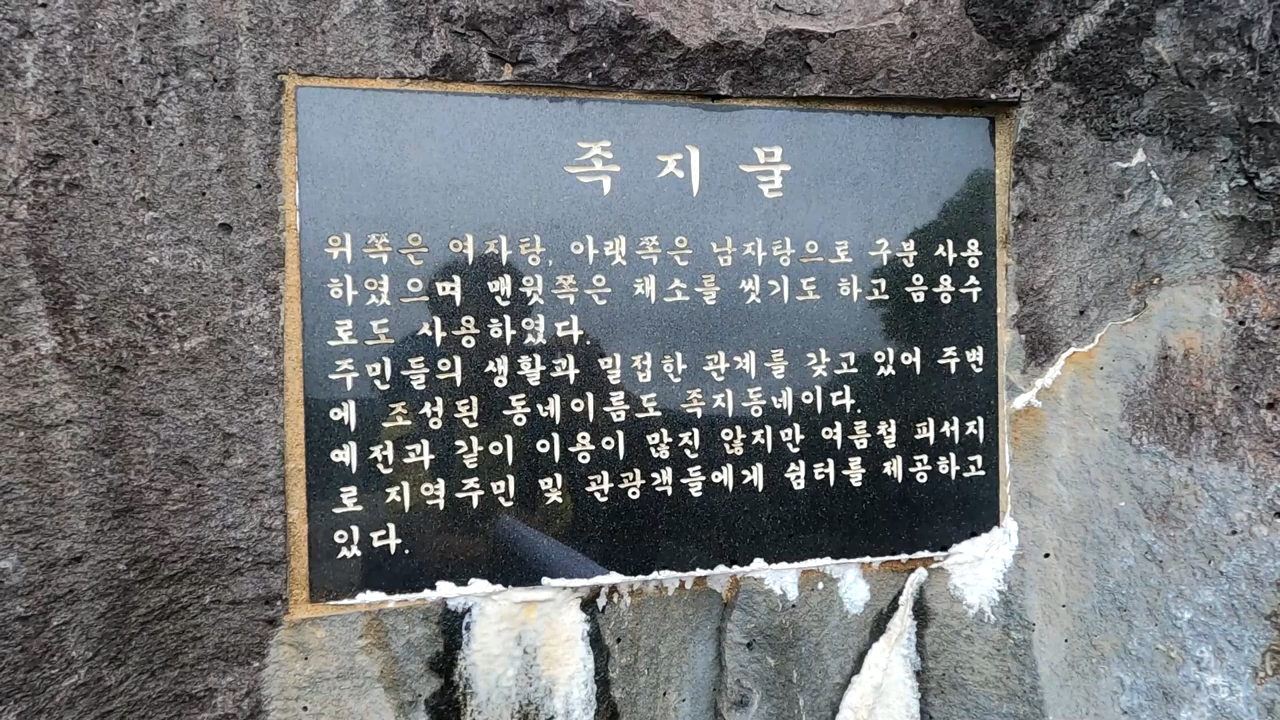 족지물
위쪽은 여자탕, 아랫쪽은 남자탕으로 구분 사용
하였으며 맨윗쪽은 채소를 씻기도 하고 음용수
로도 사용하였다.
주민들의 생활과 밀접한 관계를 갖고 있어 주변
에 조성된 동네이름도 족지동네이다.
예전과 같이 이용이 많진 않지만 여름철 피서지
로 지역주민 및 관광객들에게 쉼터를 제공하고
있다.